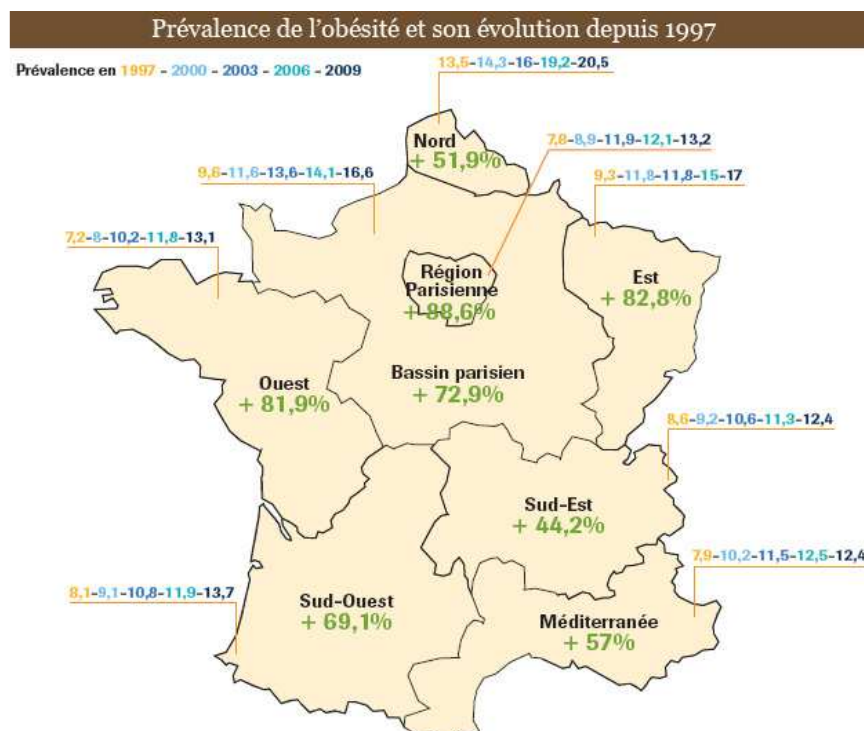 Prévalence de l'obésité et son évolution depuis 1997
Prévalence en 1997 - 2000 - 2003 - 2006 - 2009
13,5-14,3-16-19,2-20,5
Nord
+ 51,9%
7,8-8,9-11,9-12,1-13,2
9,6-11,6-13,6-14,1-16,6
9,3-11,8-11,8-15-17
7,2-8-10,2-11,8-13,1
Région
Parisienne
+ 88,6%
Est
+ 82,8%
Ouest
+ 81,9%
Bassin parisien
+ 72,9%
8,6-9,2-10,6-11,3-12,4
Sud-Est
+ 44,2%
7,9-10,2-11,5-12,5-12,4
8,1-9,1-10,8-11,9-13,7
Sud-Ouest
+ 69,1%
Méditerranée
+ 57%